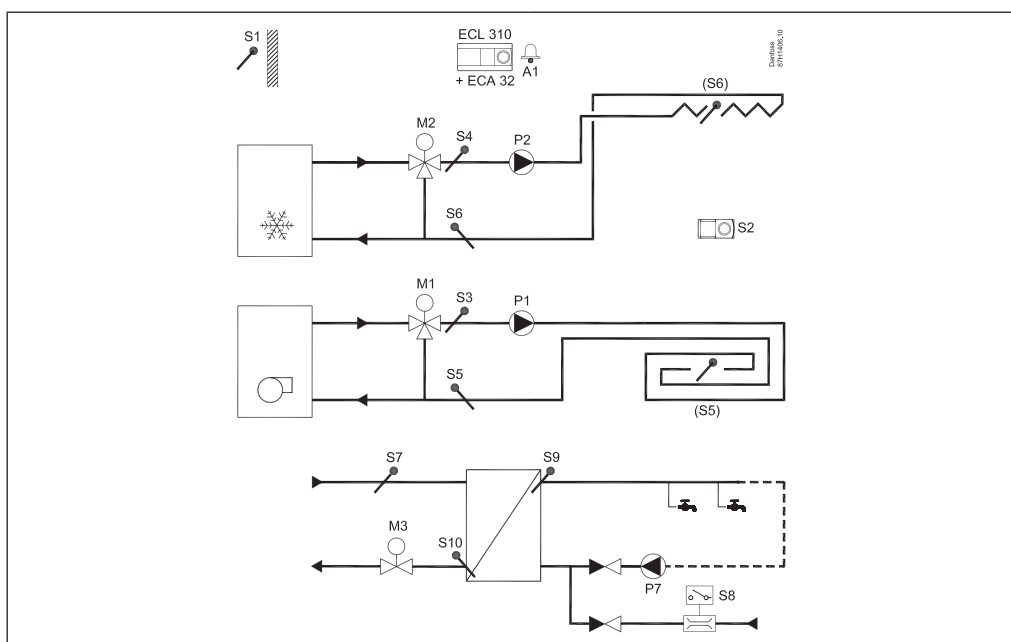 S1
ECL 310
+ ECA 32
A1
Danfoss
87H1406.10
(S6)
M2
S4
P2
S6
S2
M1
S3
P1
S5
(S5)
S7
S9
M3
S10
P7
S8